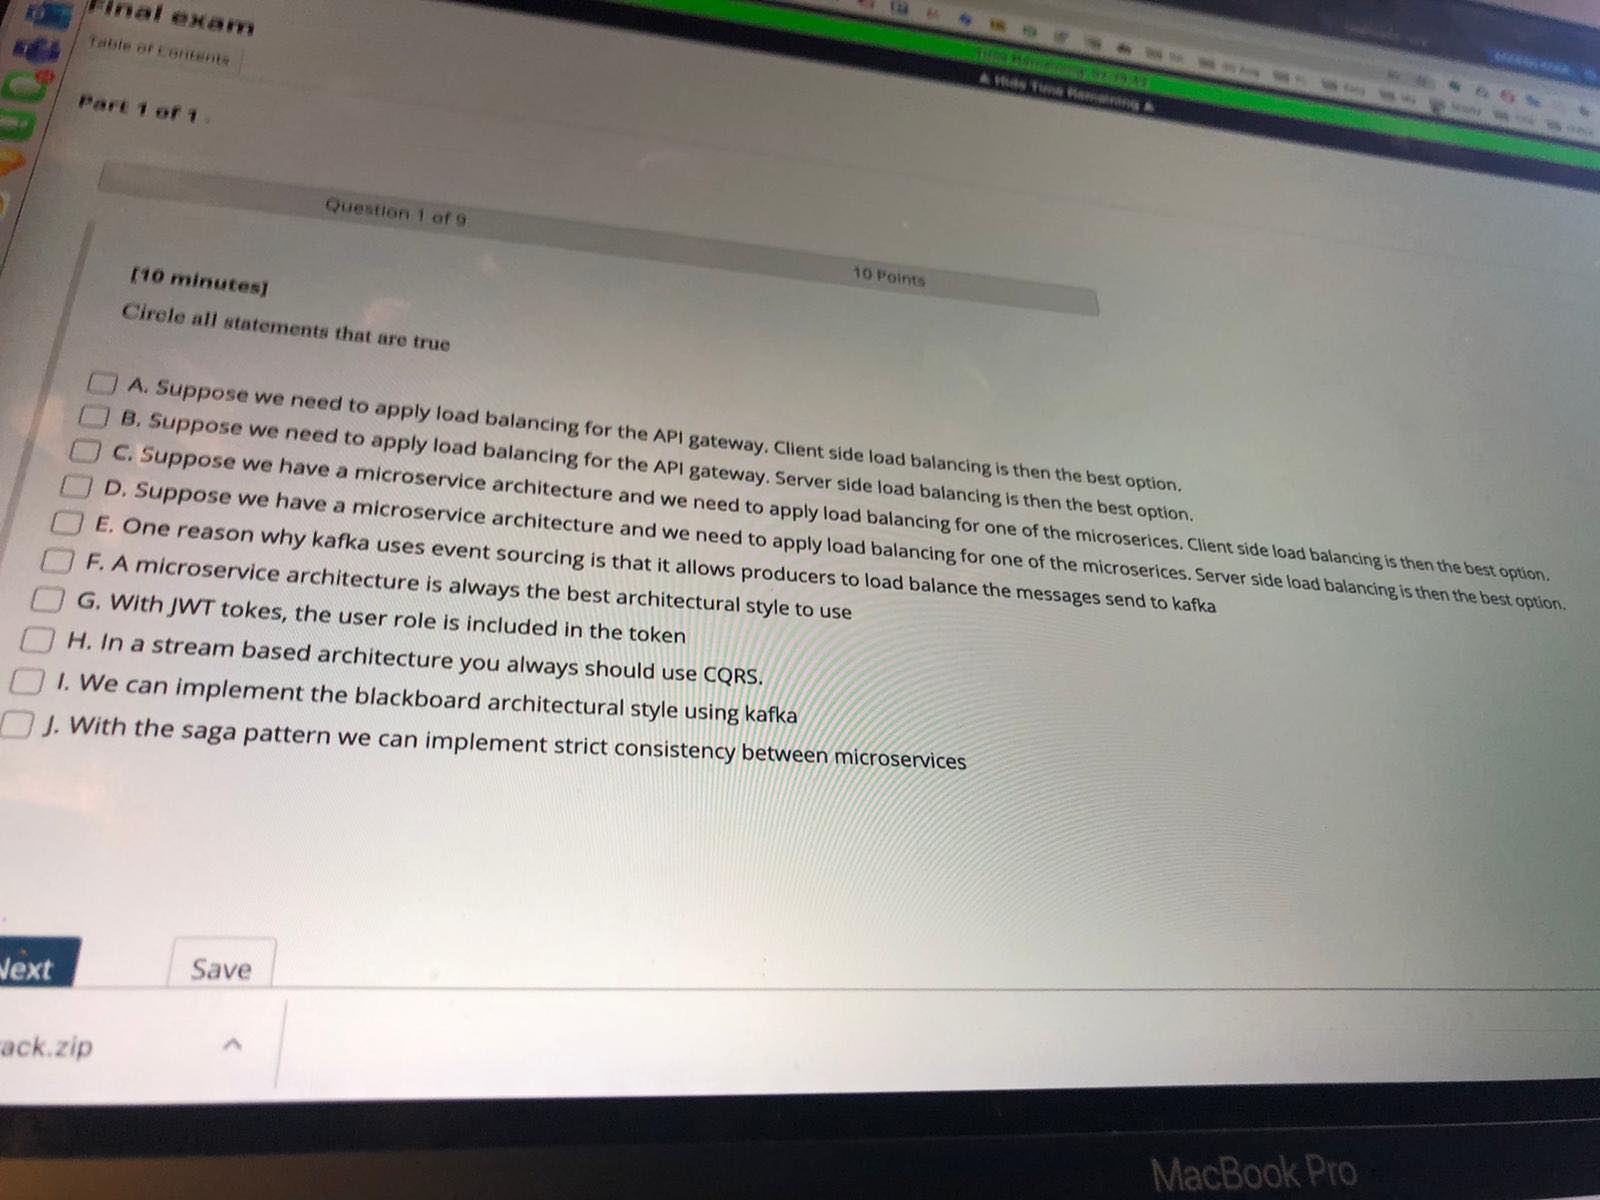 Final exam
Table of Contents
▲ Hide Time Remaining ▲
Part 1 of 1
Question 1 of 9
10 Points
[10 minutes]
Circle all statements that are true
A. Suppose we need to apply load balancing for the API gateway. Client side load balancing is then the best option.
B. Suppose we need to apply load balancing for the API gateway. Server side load balancing is then the best option.
C. Suppose we have a microservice architecture and we need to apply load balancing for one of the microserices. Client side load balancing is then the best option.
D. Suppose we have a microservice architecture and we need to apply load balancing for one of the microserices. Server side load balancing is then the best option.
E. One reason why kafka uses event sourcing is that it allows producers to load balance the messages send to kafka
F. A microservice architecture is always the best architectural style to use
G. With JWT tokes, the user role is included in the token
H. In a stream based architecture you always should use CQRS.
I. We can implement the blackboard architectural style using kafka
J. With the saga pattern we can implement strict consistency between microservices
Next
Save
ack.zip
MacBook Pro